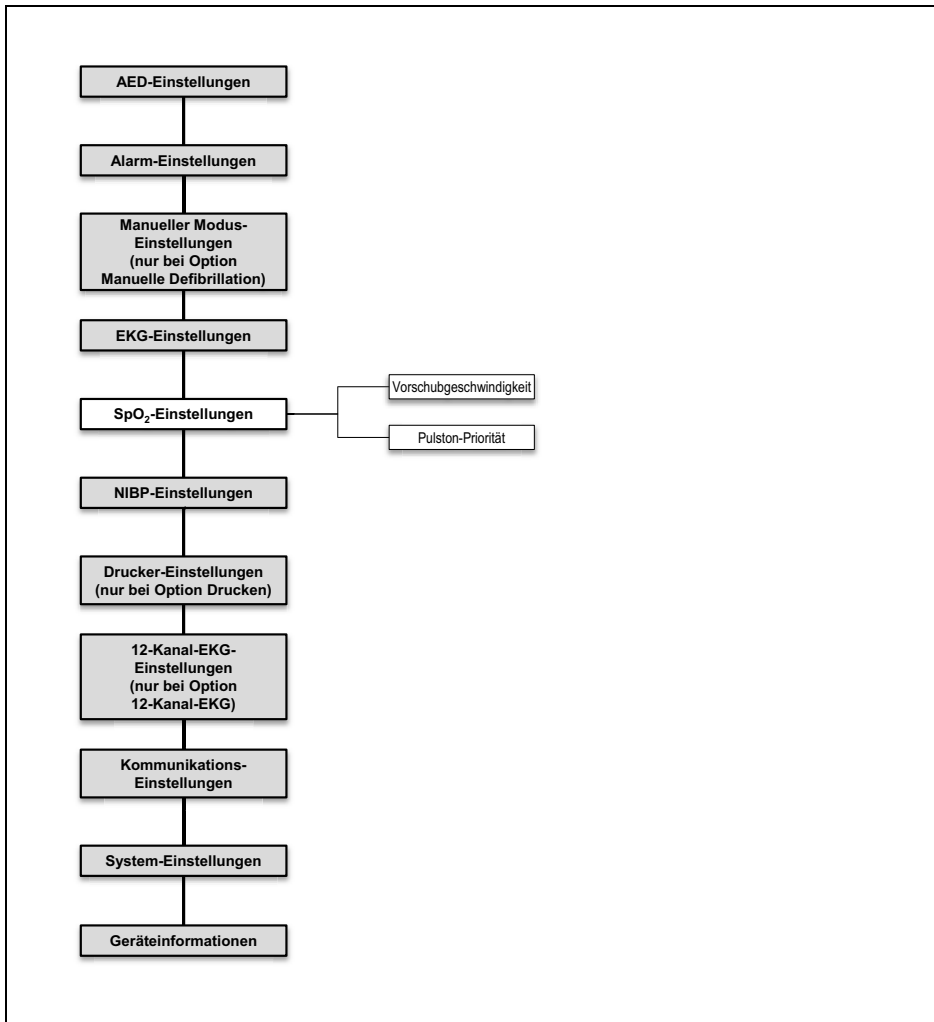 AED-Einstellungen
Alarm-Einstellungen
Manueller Modus-
Einstellungen
(nur bei Option
Manuelle Defibrillation)
EKG-Einstellungen
SpO₂-Einstellungen
Vorschubgeschwindigkeit
Pulston-Priorität
NIBP-Einstellungen
Drucker-Einstellungen
(nur bei Option Drucken)
12-Kanal-EKG-
Einstellungen
(nur bei Option
12-Kanal-EKG)
Kommunikations-
Einstellungen
System-Einstellungen
Geräteinformationen